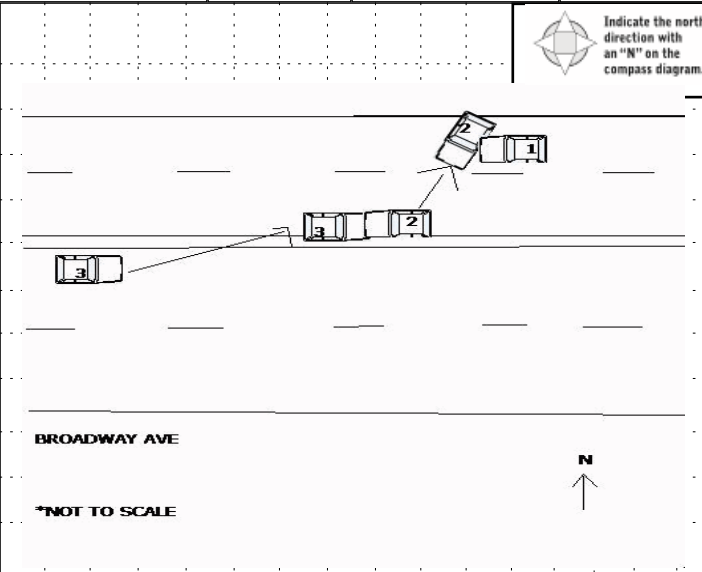 Indicate the north
direction with
an “N” on the
compass diagram.
2
1
3
2
3
BROADWAY AVE
N
*NOT TO SCALE